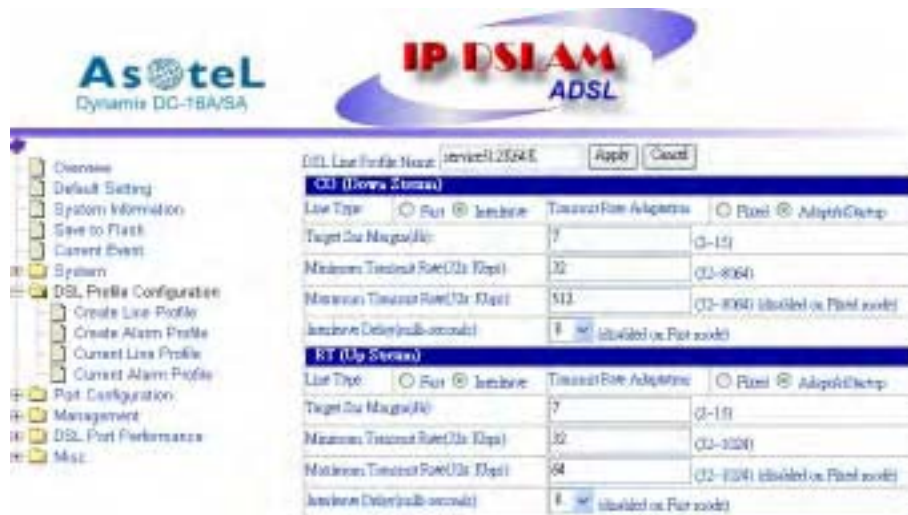 IP DSLAM
ADSL
AsoteL
Dynamix DC-16A/SA
Overview
Default Setting
System Information
Save to Flash
Current Event
System
DSL Profile Configuration
Create Line Profile
Create Alarm Profile
Current Line Profile
Current Alarm Profile
Port Configuration
Management
DSL Port Performance
Misc
DSL Line Profile Name Apply Cancel
CO (Down Stream)
Line Type Fast Interleave Transmit Rate Adaptation Fixed AdaptAtStartup
Target Snr Margin(db) 7 (2~15)
Minimum Transmit Rate(32x Kbps) 32 (32~8064)
Maximum Transmit Rate(32x Kbps) 512 (32~8064) (disabled on Fixed mode)
Interleave Delay(milli-seconds) (disabled on Fast mode)
RT (Up Stream)
Line Type Fast Interleave Transmit Rate Adaptation Fixed AdaptAtStartup
Target Snr Margin(db) 7 (2~15)
Minimum Transmit Rate(32x Kbps) 32 (32~1024)
Maximum Transmit Rate(32x Kbps) 64 (32~1024) (disabled on Fixed mode)
Interleave Delay(milli-seconds) (disabled on Fast mode)